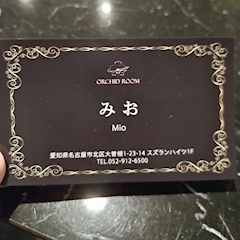 ORCHID ROOM
みお
Mio
愛知県名古屋市北区大曽根1-23-14 スズランハイツ1F
TEL.052-912-6500